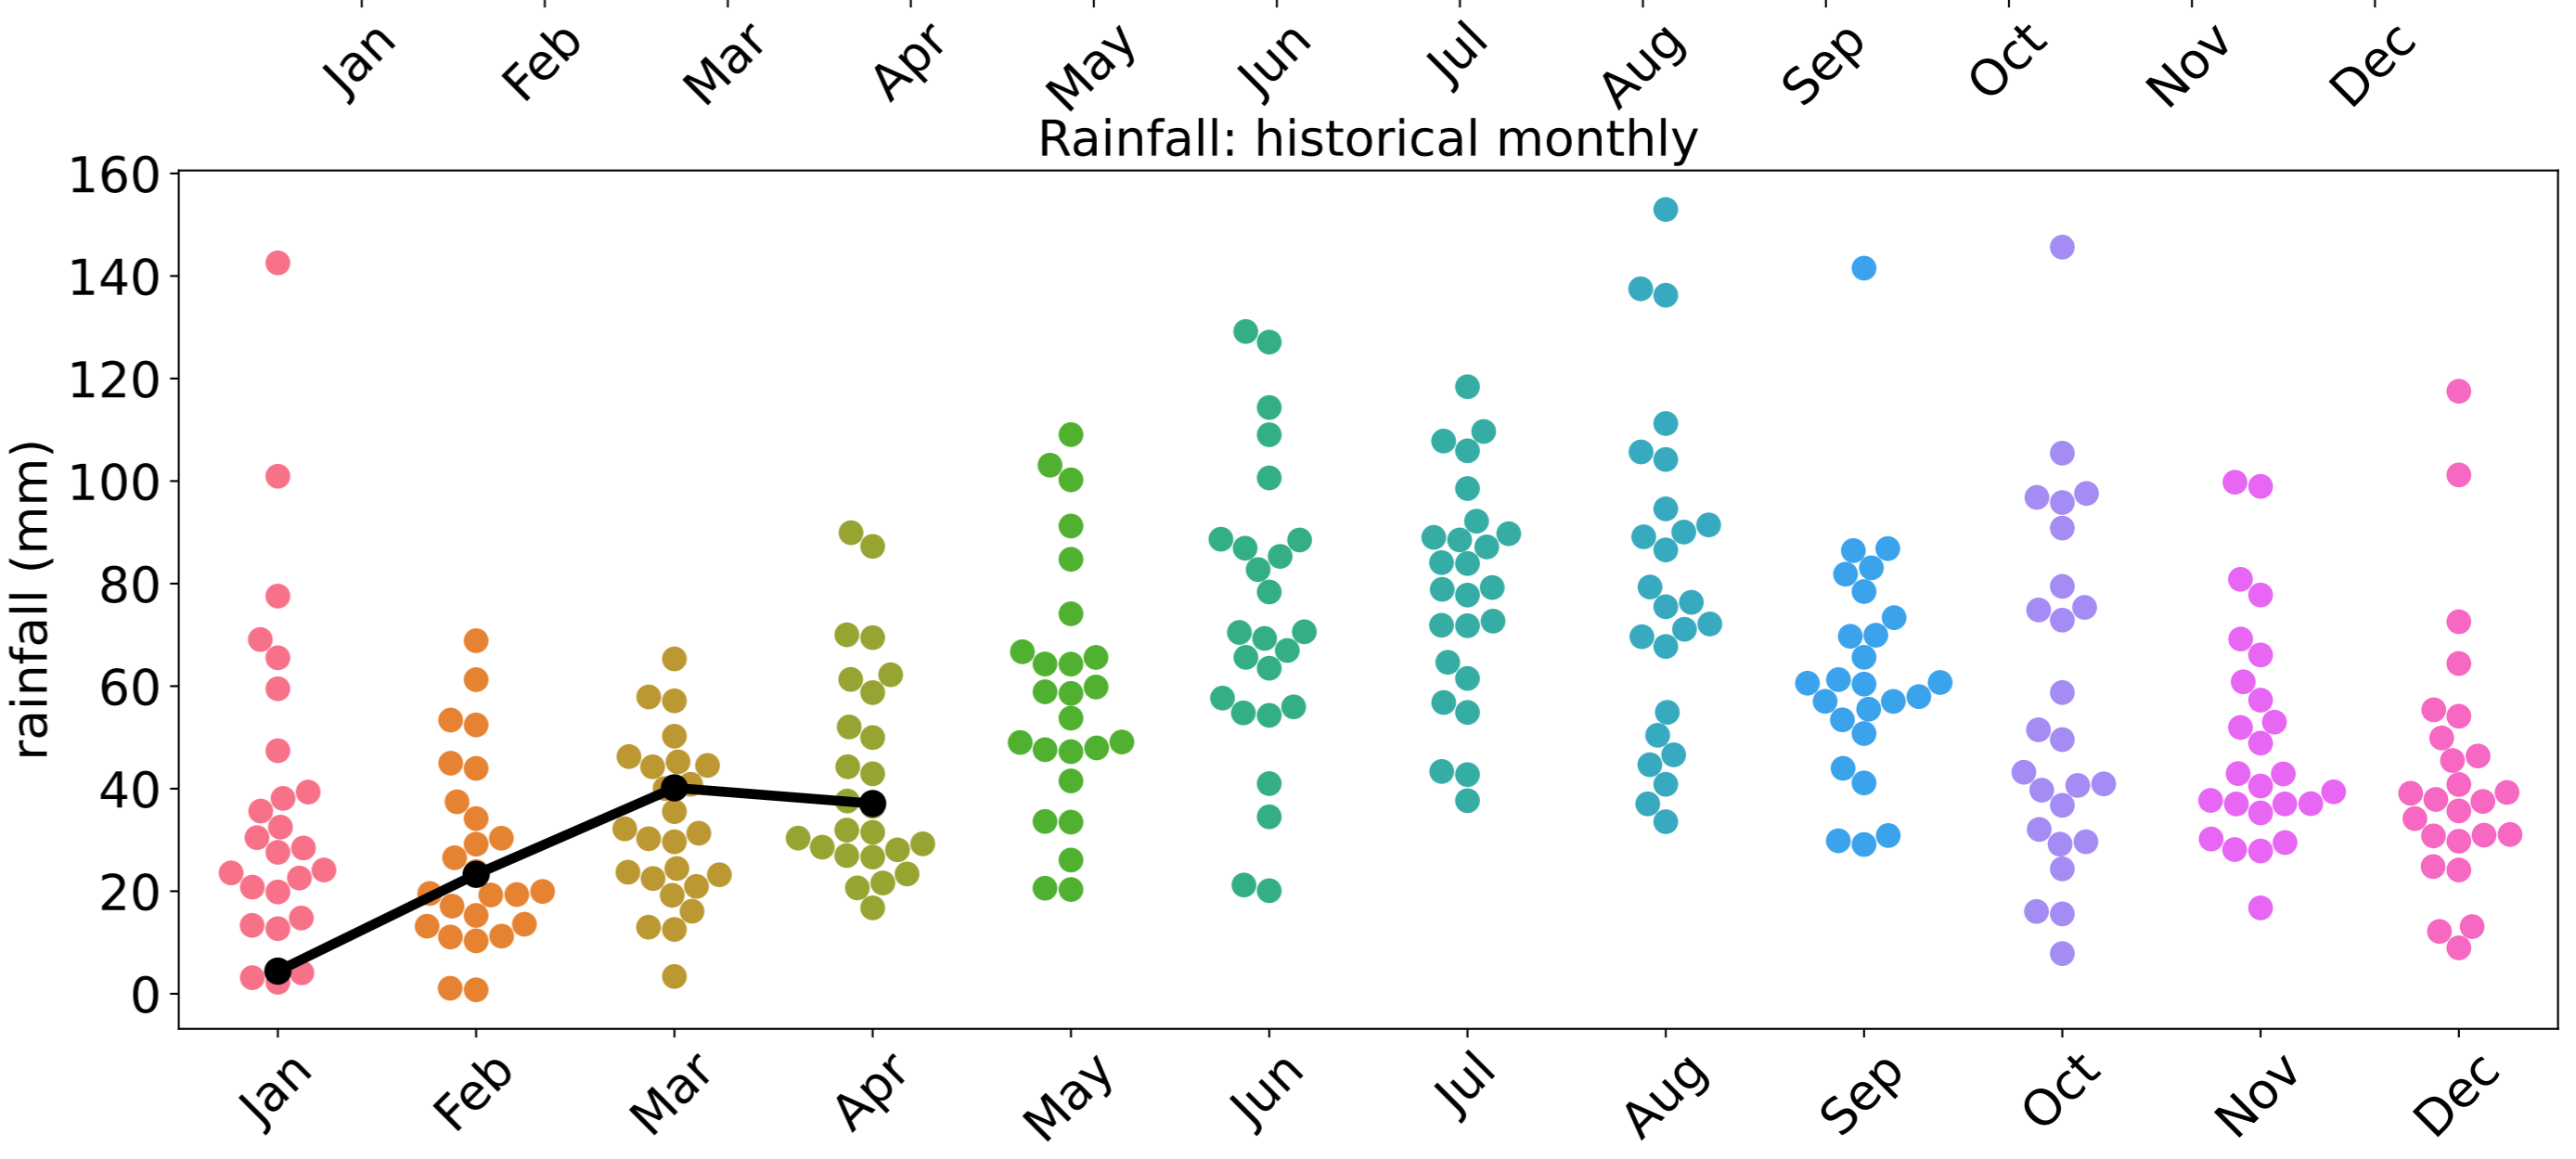 Jan Feb Mar Apr May Jun Jul Aug Sep Oct Nov Dec
Rainfall: historical monthly
160
140
120
100
80
60
40
20
0
rainfall (mm)
Jan Feb Mar Apr May Jun Jul Aug Sep Oct Nov Dec